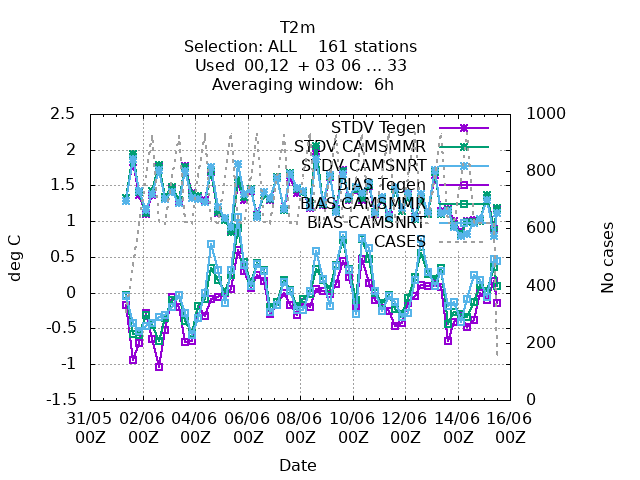 T2m
Selection: ALL    161 stations
Used  00,12  + 03 06 ... 33
Averaging window:  6h
2.5
2
1.5
1
0.5
0
-0.5
-1
-1.5
deg C
1000
800
600
400
200
0
No cases
STDV Tegen
STDV CAMSMMR
STDV CAMSNRT
BIAS Tegen
BIAS CAMSMMR
BIAS CAMSNRT
CASES
31/05 02/06 04/06 06/06 08/06 10/06 12/06 14/06 16/06
00Z 00Z 00Z 00Z 00Z 00Z 00Z 00Z 00Z
Date